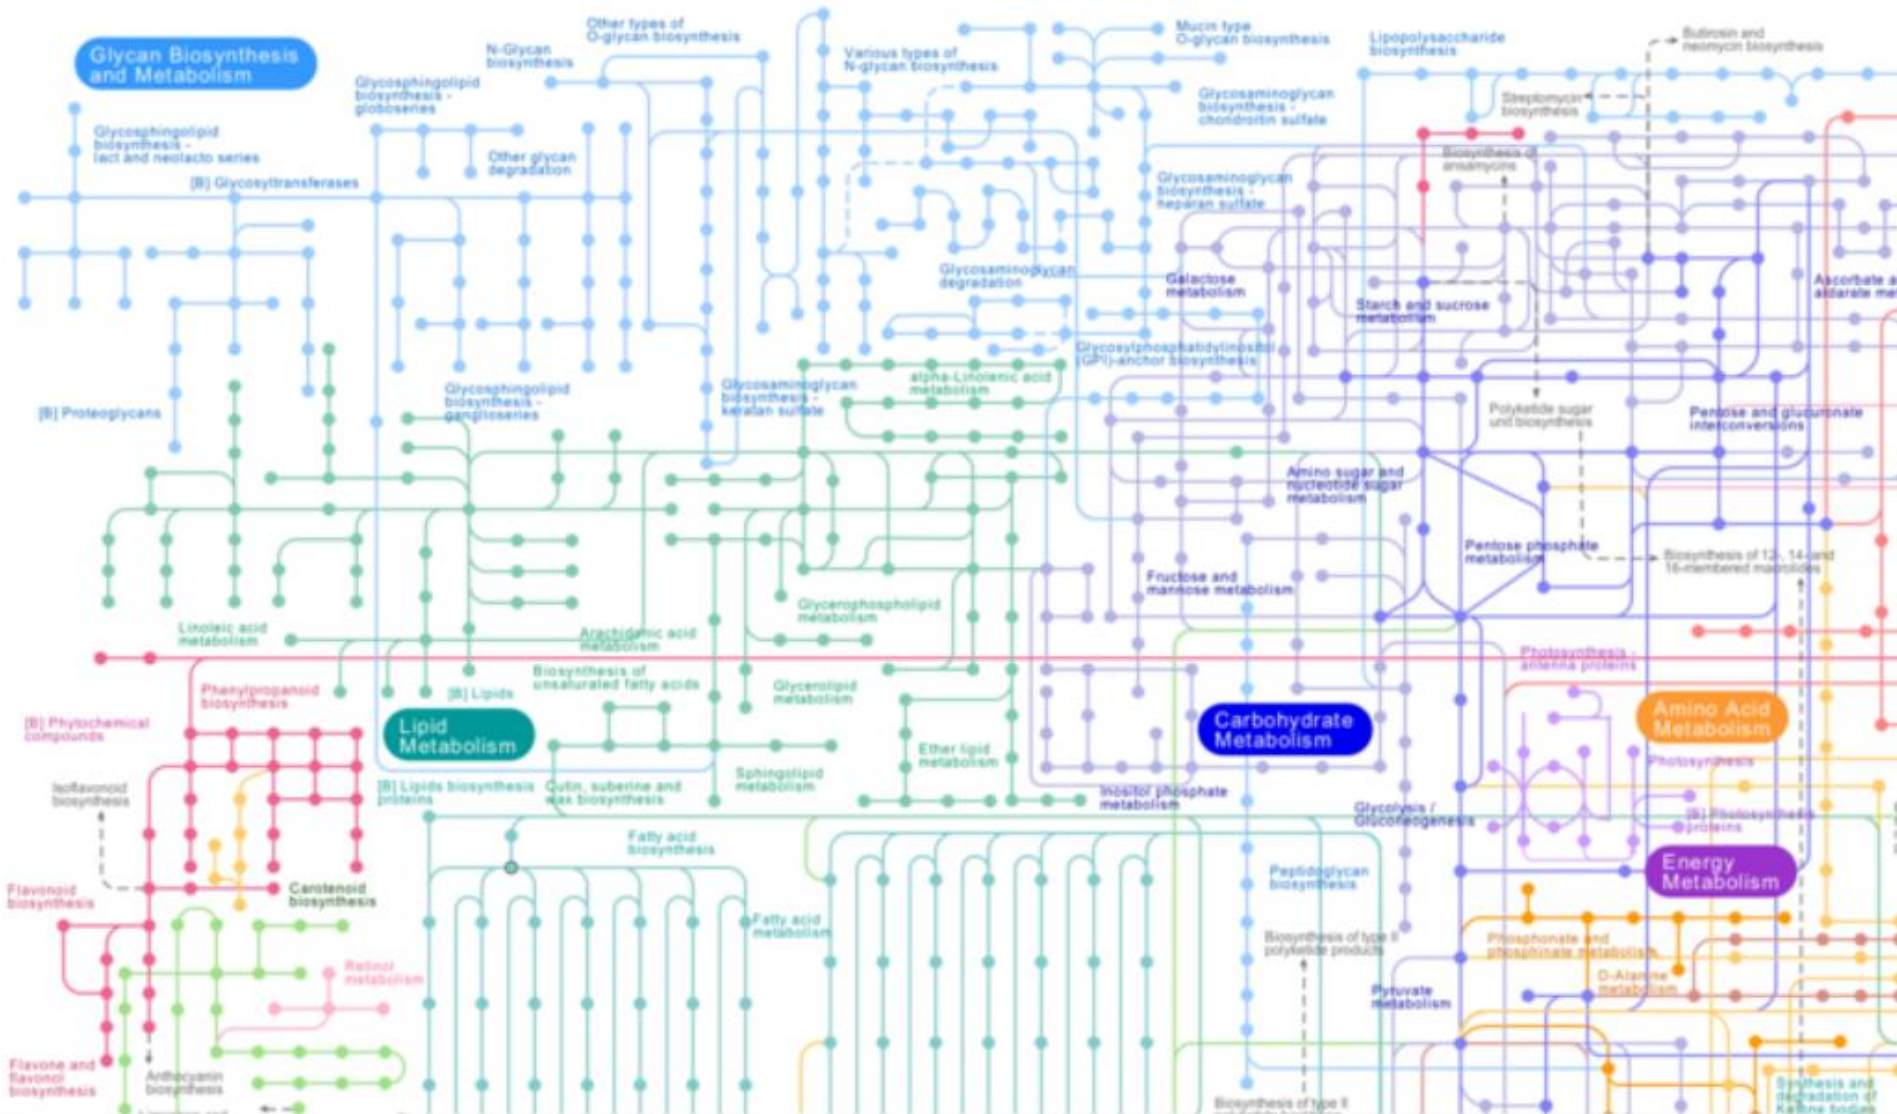 Glycan Biosynthesis
and Metabolism
Other types of
O-glycan biosynthesis
N-Glycan
biosynthesis
Various types of
N-glycan biosynthesis
Mucin type
O-glycan biosynthesis
Lipopolysaccharide
biosynthesis
Butirosin and
neomycin biosynthesis
Glycosphingolipid
biosynthesis -
globoseries
Glycosaminoglycan
biosynthesis -
chondroitin sulfate
Streptomycin
biosynthesis
Glycosphingolipid
biosynthesis -
lact and neolacto series
Other glycan
degradation
Biosynthesis of
ansamycins
[B] Glycosyltransferases
Glycosaminoglycan
biosynthesis -
heparan sulfate
Glycosaminoglycan
degradation
Galactose
metabolism
Starch and sucrose
metabolism
Ascorbate a
aldarate me
Glycosylphosphatidylinositol
(GPI)-anchor biosynthesis
Glycosphingolipid
biosynthesis -
ganglioseries
Glycosaminoglycan
biosynthesis -
keratan sulfate
alpha-Linolenic acid
metabolism
[B] Proteoglycans
Polyketide sugar
unit biosynthesis
Pentose and glucuronate
interconversions
Amino sugar and
nucleotide sugar
metabolism
Pentose phosphate
metabolism
Biosynthesis of 12-, 14- and
16-membered macrolides
Fructose and
mannose metabolism
Glycerophospholipid
metabolism
Linoleic acid
metabolism
Arachidonic acid
metabolism
Photosynthesis -
antenna proteins
Biosynthesis of
unsaturated fatty acids
Glycerolipid
metabolism
Phenylpropanoid
biosynthesis
[B] Lipids
[B] Phytochemical
compounds
Lipid
Metabolism
Carbohydrate
Metabolism
Amino Acid
Metabolism
Ether lipid
metabolism
Photosynthesis
Sphingolipid
metabolism
[B] Lipids biosynthesis
proteins
Cutin, suberine and
wax biosynthesis
Inositol phosphate
metabolism
Isoflavonoid
biosynthesis
Glycolysis /
Gluconeogenesis
[B] Photosynthesis
proteins
Fatty acid
biosynthesis
Energy
Metabolism
Peptidoglycan
biosynthesis
Flavonoid
biosynthesis
Carotenoid
biosynthesis
Fatty acid
metabolism
Biosynthesis of type II
polyketide products
Phosphonate and
phosphinate metabolism
Retinol
metabolism
D-Alanine
metabolism
Pyruvate
metabolism
Flavone and
flavonol
biosynthesis
Anthocyanin
biosynthesis
Synthesis and
degradation of
Ketone bodies
Biosynthesis of type II